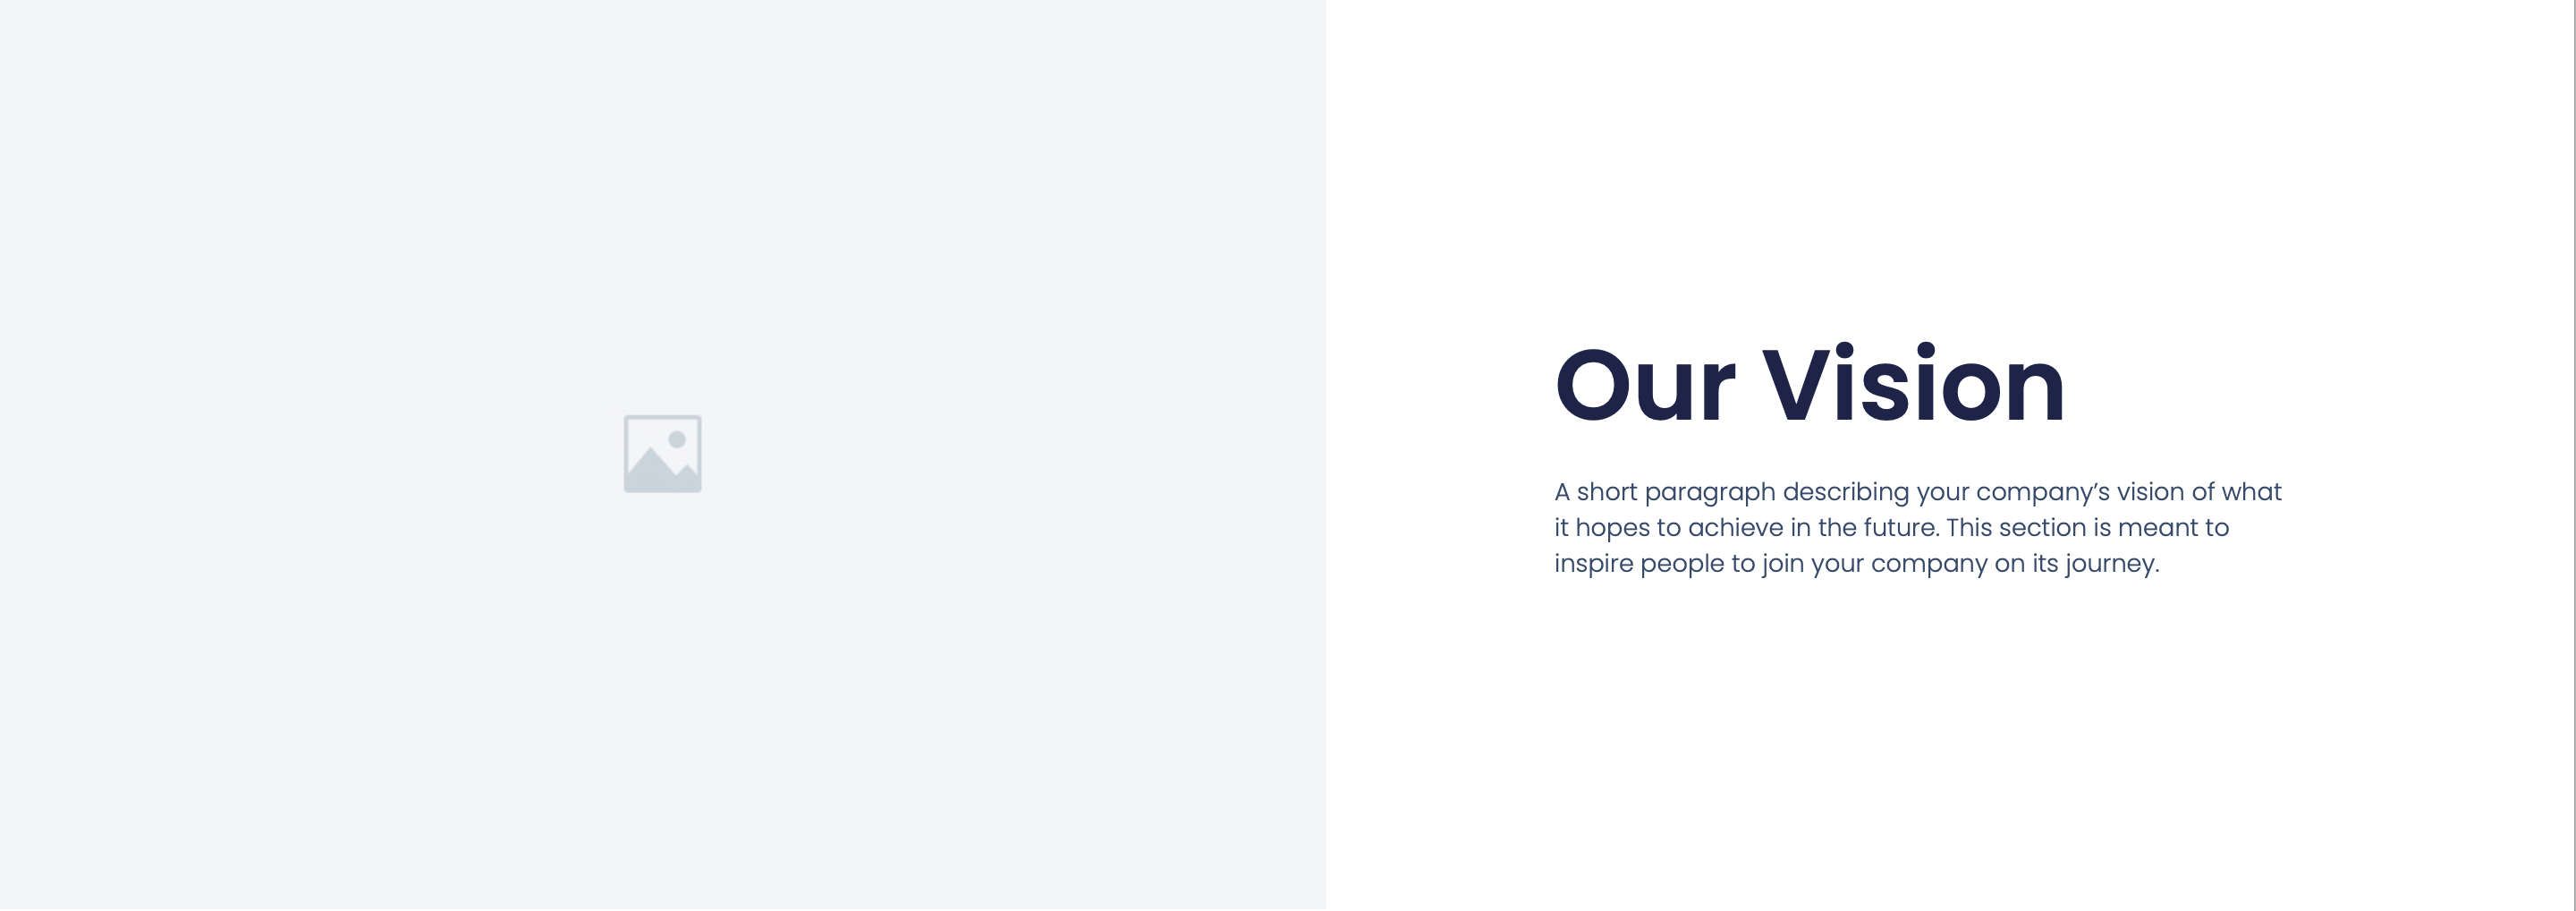 Our Vision
A short paragraph describing your company’s vision of what
it hopes to achieve in the future. This section is meant to
inspire people to join your company on its journey.